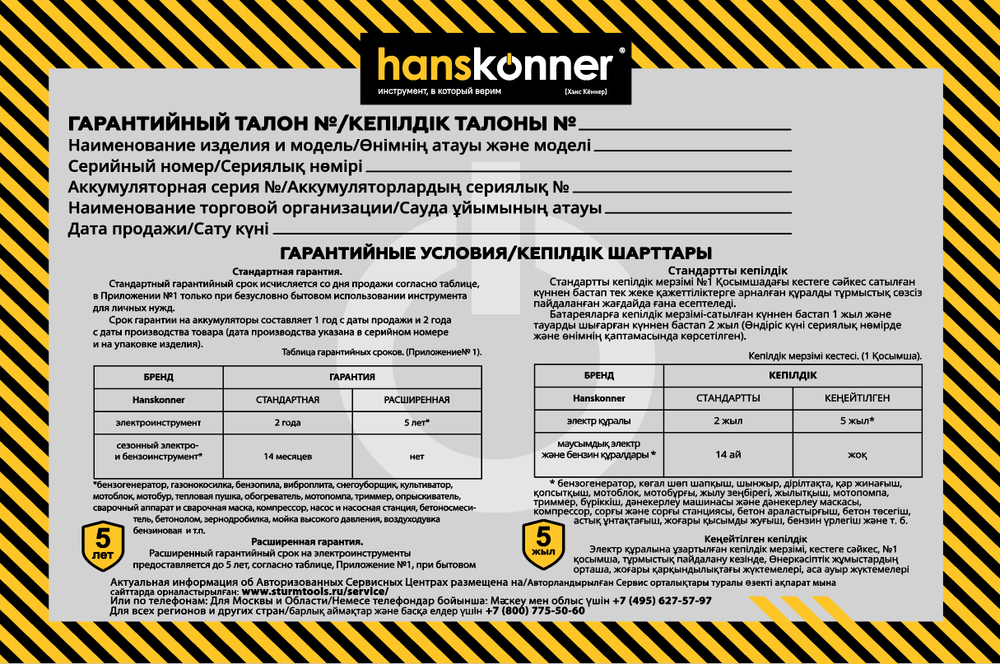 hanskonner®
инструмент, в который верим [Ханс Кённер]
ГАРАНТИЙНЫЙ ТАЛОН №/КЕПІЛДІК ТАЛОНЫ №
Наименование изделия и модель/Өнімнің атауы және моделі
Серийный номер/Сериялық нөмірі
Аккумуляторная серия №/Аккумуляторлардың сериялық №
Наименование торговой организации/Сауда ұйымының атауы
Дата продажи/Сату күні
ГАРАНТИЙНЫЕ УСЛОВИЯ/КЕПІЛДІК ШАРТТАРЫ
Стандартная гарантия.
Стандартный гарантийный срок исчисляется со дня продажи согласно таблице,
в Приложении №1 только при безусловно бытовом использовании инструмента
для личных нужд.
Срок гарантии на аккумуляторы составляет 1 год с даты продажи и 2 года
с даты производства товара (дата производства указана в серийном номере
и на упаковке изделия).
Таблица гарантийных сроков. (Приложение№ 1).
БРЕНД ГАРАНТИЯ
Hanskonner СТАНДАРТНАЯ РАСШИРЕННАЯ
электроинструмент 2 года 5 лет*
сезонный электро-
и бензоинструмент* 14 месяцев нет
*бензогенератор, газонокосилка, бензопила, виброплита, снегоуборщик, культиватор,
мотоблок, мотобур, тепловая пушка, обогреватель, мотопомпа, триммер, опрыскиватель,
сварочный аппарат и сварочная маска, компрессор, насос и насосная станция, бетоносмеси-
тель, бетонолом, зернодробилка, мойка высокого давления, воздуходувка
бензиновая и т.п.
5
лет
Расширенная гарантия.
Расширенный гарантийный срок на электроинструменты
предоставляется до 5 лет, согласно таблице, Приложение №1, при бытовом
Стандартты кепілдік
Стандартты кепілдік мерзімі №1 Қосымшадағы кестеге сәйкес сатылған
күннен бастап тек жеке қажеттіліктерге арналған құралды тұрмыстық сөзсіз
пайдаланған жағдайда ғана есептеледі.
Батареяларға кепілдік мерзімі-сатылған күннен бастап 1 жыл және
тауарды шығарған күннен бастап 2 жыл (Өндіріс күні сериялық нөмірде
және өнімнің қаптамасында көрсетілген).
Кепілдік мерзімі кестесі. (1 Қосымша).
БРЕНД КЕПІЛДІК
Hanskonner СТАНДАРТТЫ КЕҢЕЙТІЛГЕН
электр құралы 2 жыл 5 жыл*
маусымдық электр
және бензин құралдары * 14 ай жоқ
* бензогенератор, көгал шөп шапқыш, шынжыр, дірілтақта, қар жинағыш,
қопсытқыш, мотоблок, мотобұрғы, жылу зеңбірегі, жылытқыш, мотопомпа,
триммер, бүріккіш, дәнекерлеу машинасы және дәнекерлеу маскасы,
компрессор, сорғы және сорғы станциясы, бетон араластырғыш, бетон төсегіш,
астық ұнтақтағыш, жоғары қысымды жуғыш, бензин үрлегіш және т. б.
5
жыл
Кеңейтілген кепілдік
Электр құралына ұзартылған кепілдік мерзімі, кестеге сәйкес, №1
қосымша, тұрмыстық пайдалану кезінде, Өнеркәсіптік жұмыстардың
орташа, жоғары қарқындылықтағы жүктемелері, аса ауыр жүктемелері
Актуальная информация об Авторизованных Сервисных Центрах размещена на/Авторландырылған Сервис орталықтары туралы өзекті ақпарат мына
сайттарда орналастырылған: www.sturmtools.ru/service/
Или по телефонам: Для Москвы и Области/Немесе телефондар бойынша: Мәскеу мен облыс үшін +7 (495) 627-57-97
Для всех регионов и других стран/барлық аймақтар және басқа елдер үшін +7 (800) 775-50-60